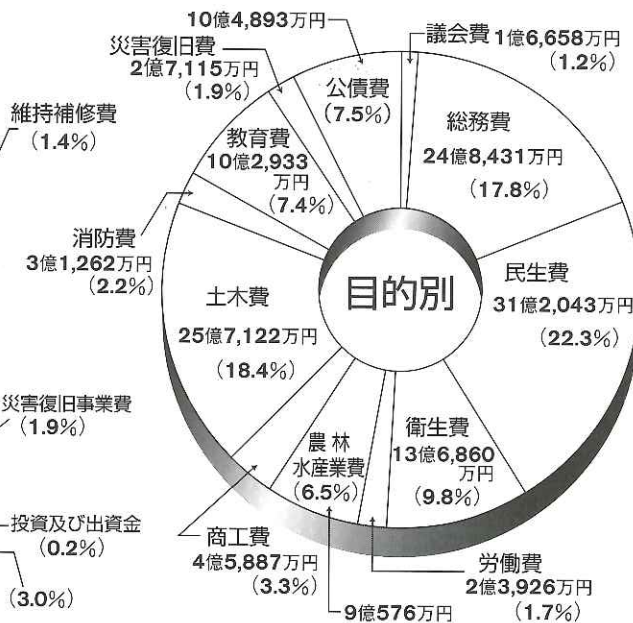 10億4,893万円
公債費
(7.5%)
議会費 1億6,658万円
(1.2%)
災害復旧費
2億7,115万円
(1.9%)
総務費
24億8,431万円
(17.8%)
維持補修費
(1.4%)
教育費
10億2,933
万円
(7.4%)
消防費
3億1,262万円
(2.2%)
目的別
民生費
31億2,043万円
(22.3%)
土木費
25億7,122万円
(18.4%)
災害復旧事業費
(1.9%)
農林
水産業費
(6.5%)
9億576万円
衛生費
13億6,860
万円
(9.8%)
投資及び出資金
(0.2%)
(3.0%)
商工費
4億5,887万円
(3.3%)
労働費
2億3,926万円
(1.7%)